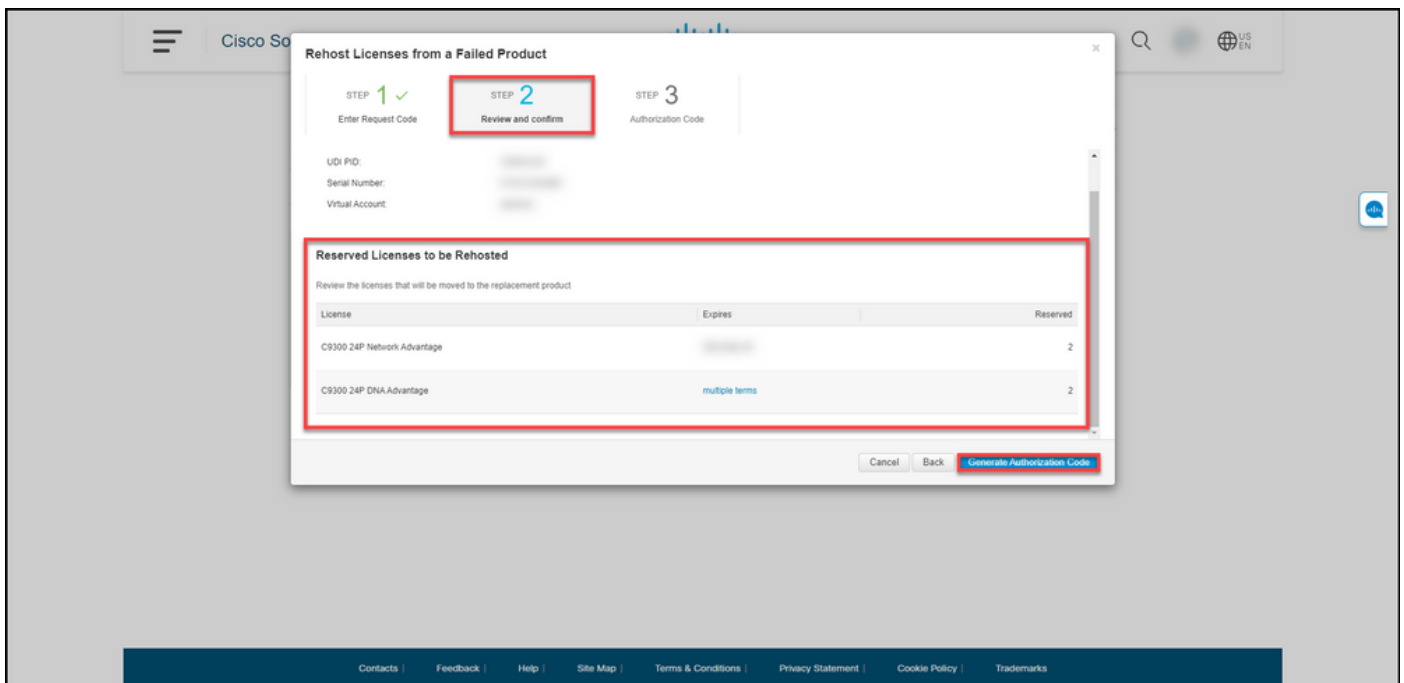 Cisco So
US
EN
Rehost Licenses from a Failed Product
×
STEP 1 ✓
Enter Request Code
STEP 2
Review and confirm
STEP 3
Authorization Code
UDI PID:
Serial Number:
Virtual Account:
Reserved Licenses to be Rehosted
Review the licenses that will be moved to the replacement product
License Expires Reserved
C9300 24P Network Advantage 2
C9300 24P DNA Advantage multiple terms 2
Cancel Back Generate Authorization Code
Contacts | Feedback | Help | Site Map | Terms & Conditions | Privacy Statement | Cookie Policy | Trademarks